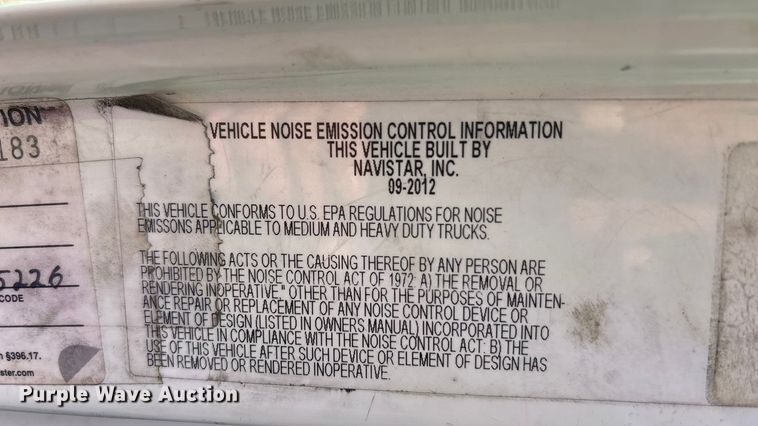 ION
183
5226
CODE
§396.17.
ster.com
VEHICLE NOISE EMISSION CONTROL INFORMATION
THIS VEHICLE BUILT BY
NAVISTAR, INC.
09-2012
THIS VEHICLE CONFORMS TO U.S. EPA REGULATIONS FOR NOISE
EMISSONS APPLICABLE TO MEDIUM AND HEAVY DUTY TRUCKS.
THE FOLLOWING ACTS OR THE CAUSING THEREOF BY ANY PERSON ARE
PROHIBITED BY THE NOISE CONTROL ACT OF 1972: A) THE REMOVAL OR
RENDERING INOPERATIVE," OTHER THAN FOR THE PURPOSES OF MAINTEN-
ANCE REPAIR OR REPLACEMENT OF ANY NOISE CONTROL DEVICE OR
ELEMENT OF DESIGN (LISTED IN OWNERS MANUAL) INCORPORATED INTO
THIS VEHICLE IN COMPLIANCE WITH THE NOISE CONTROL ACT: B) THE
USE OF THIS VEHICLE AFTER SUCH DEVICE OR ELEMENT OF DESIGN HAS
BEEN REMOVED OR RENDERED INOPERATIVE.
Purple Wave Auction